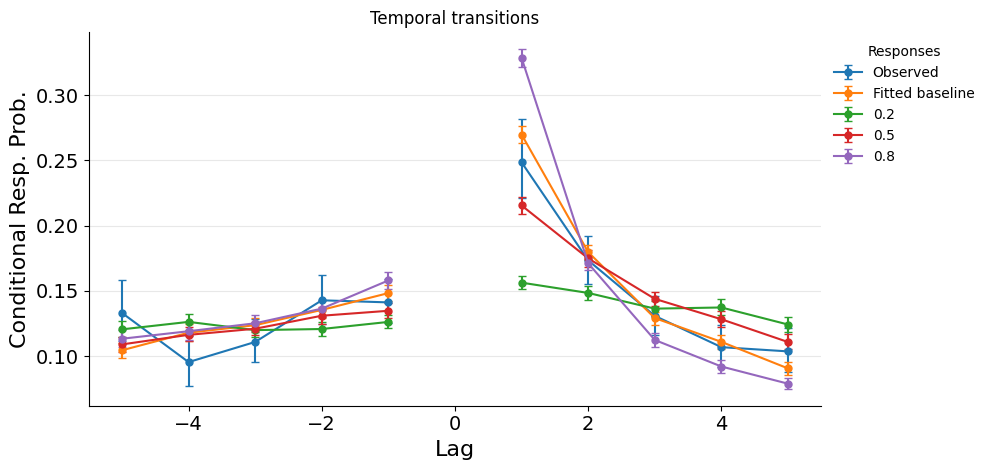 Temporal transitions
Conditional Resp. Prob.
0.30
0.25
0.20
0.15
0.10
−4
−2
0
2
4
Lag
Responses
Observed
Fitted baseline
0.2
0.5
0.8